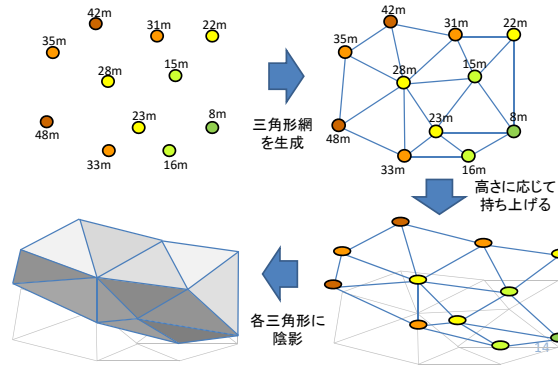 42m
31m
22m
35m
28m
15m
48m
23m
8m
33m
16m
三角形網
を生成
42m
31m
22m
35m
28m
15m
48m
23m
8m
33m
16m
高さに応じて
持ち上げる
各三角形に
陰影
14